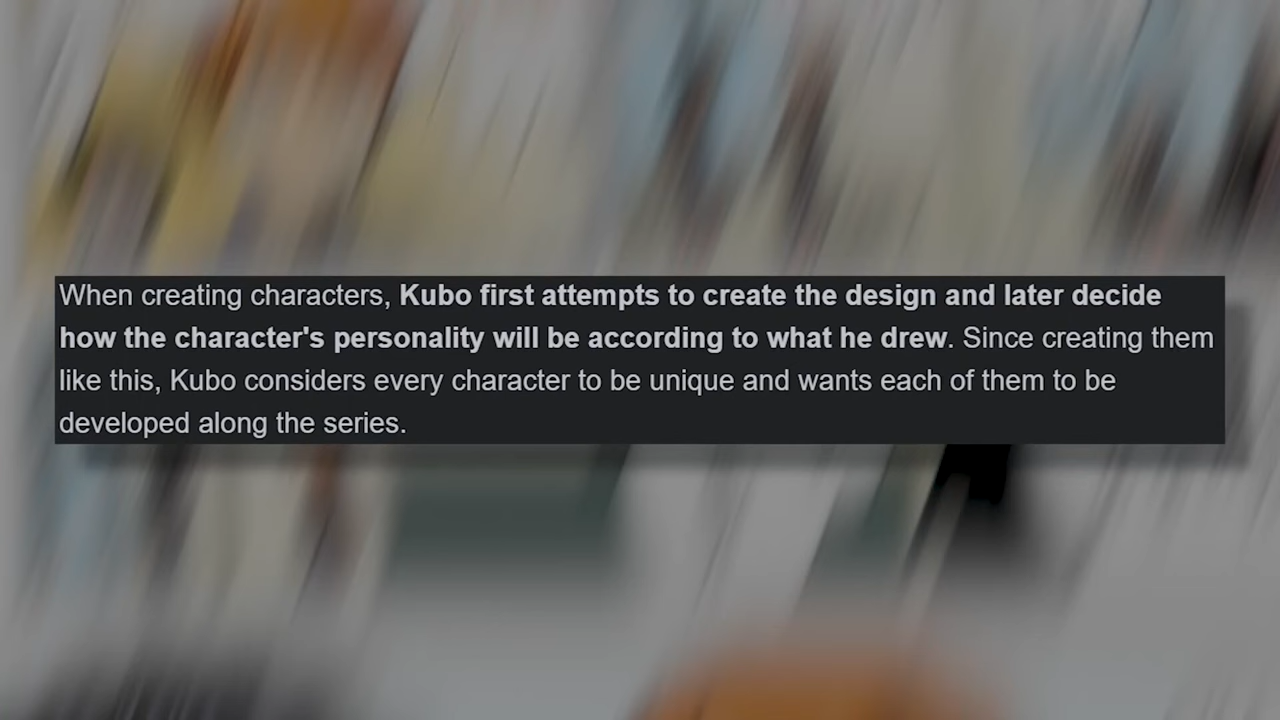 When creating characters, Kubo first attempts to create the design and later decide
how the character's personality will be according to what he drew. Since creating them
like this, Kubo considers every character to be unique and wants each of them to be
developed along the series.